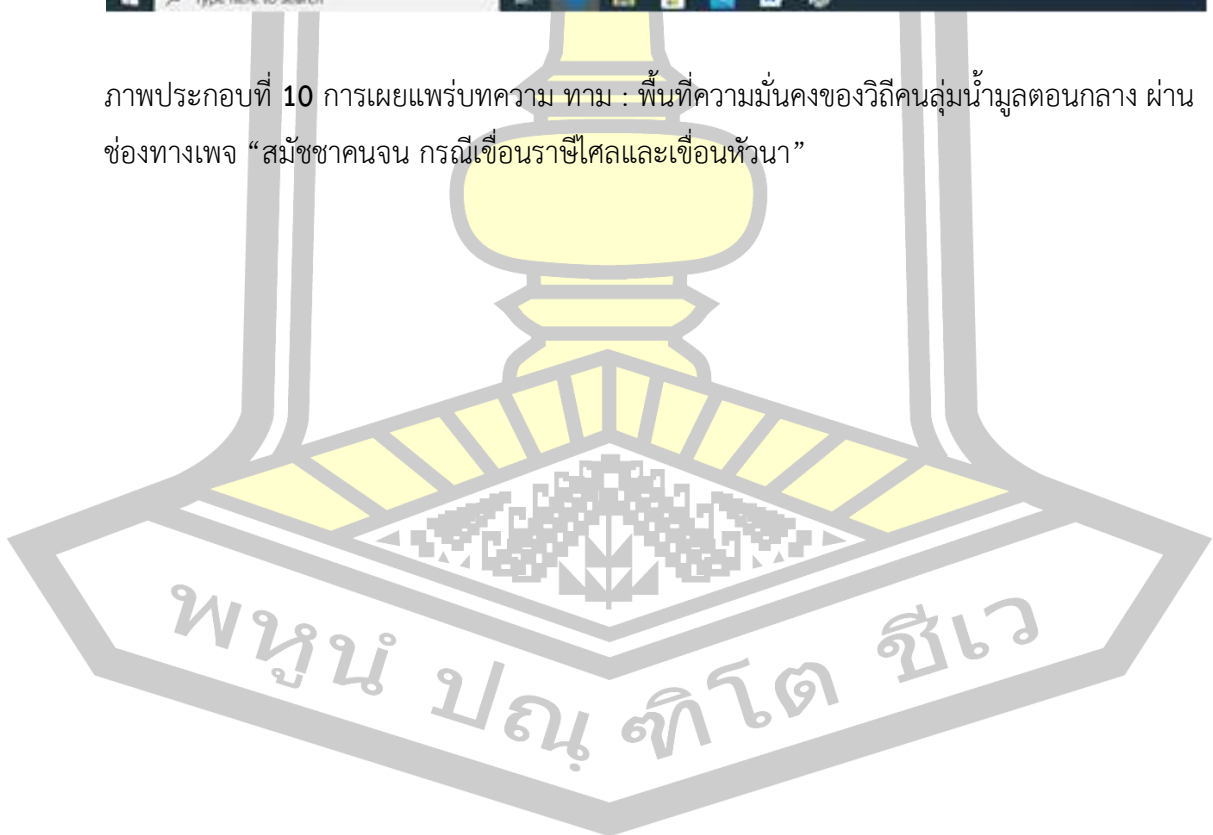 Type here to search
ภาพประกอบที่ 10 การเผยแพร่บทความ ทาม : พื้นที่ความมั่นคงของวิถีคนลุ่มน้ำมูลตอนกลาง ผ่าน
ช่องทางเพจ “สมัชชาคนจน กรณีเขื่อนราษีไศลและเขื่อนหัวนา”
พหูนํ ปณฺฑิโต ชีเว